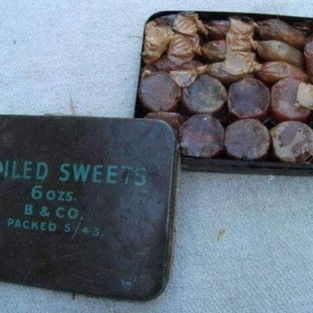 OILED SWEETS
6 OZS.
B & CO.
PACKED 5/43.